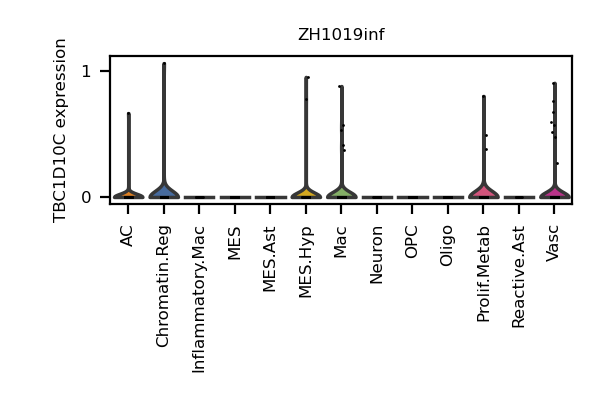 ZH1019inf
TBC1D10C expression
1
0
AC
Chromatin.Reg
Inflammatory.Mac
MES
MES.Ast
MES.Hyp
Mac
Neuron
OPC
Oligo
Prolif.Metab
Reactive.Ast
Vasc